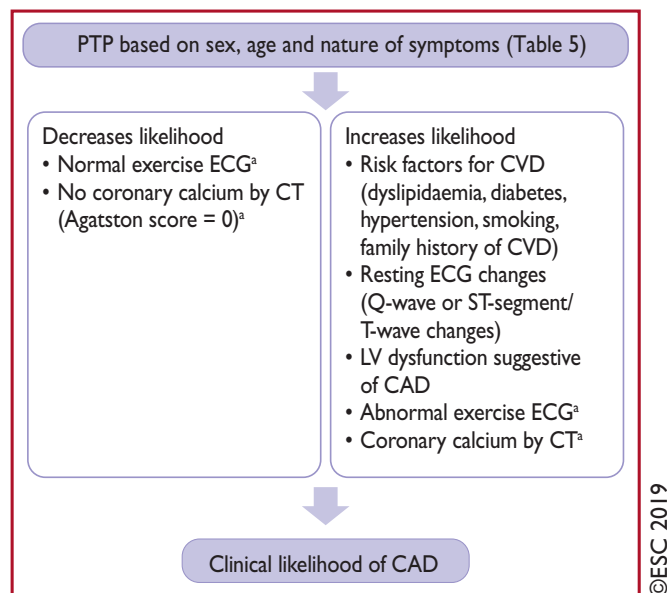 PTP based on sex, age and nature of symptoms (Table 5)
Decreases likelihood
• Normal exercise ECGᵃ
• No coronary calcium by CT
(Agatston score = 0)ᵃ
Increases likelihood
• Risk factors for CVD
(dyslipidaemia, diabetes,
hypertension, smoking,
family history of CVD)
• Resting ECG changes
(Q-wave or ST-segment/
T-wave changes)
• LV dysfunction suggestive
of CAD
• Abnormal exercise ECGᵃ
• Coronary calcium by CTᵃ
Clinical likelihood of CAD
©ESC 2019